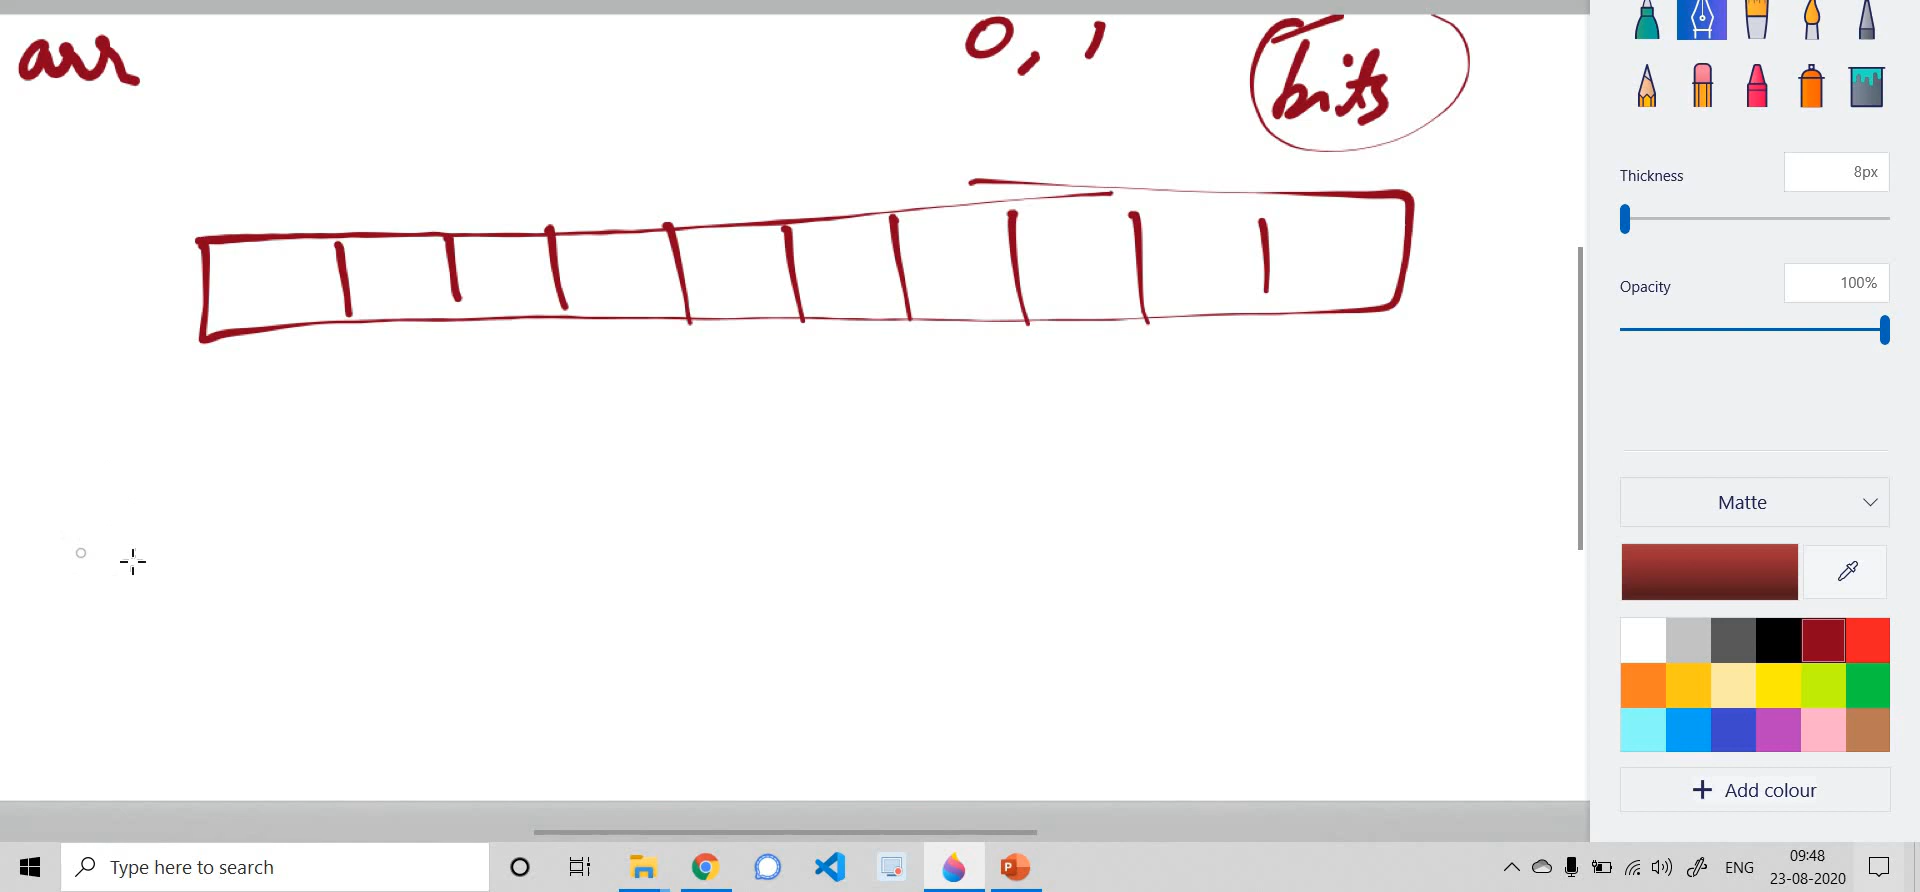 arr
0, 1
bits
Thickness
8px
Opacity
100%
Matte
+ Add colour
Type here to search
ENG
09:48
23-08-2020